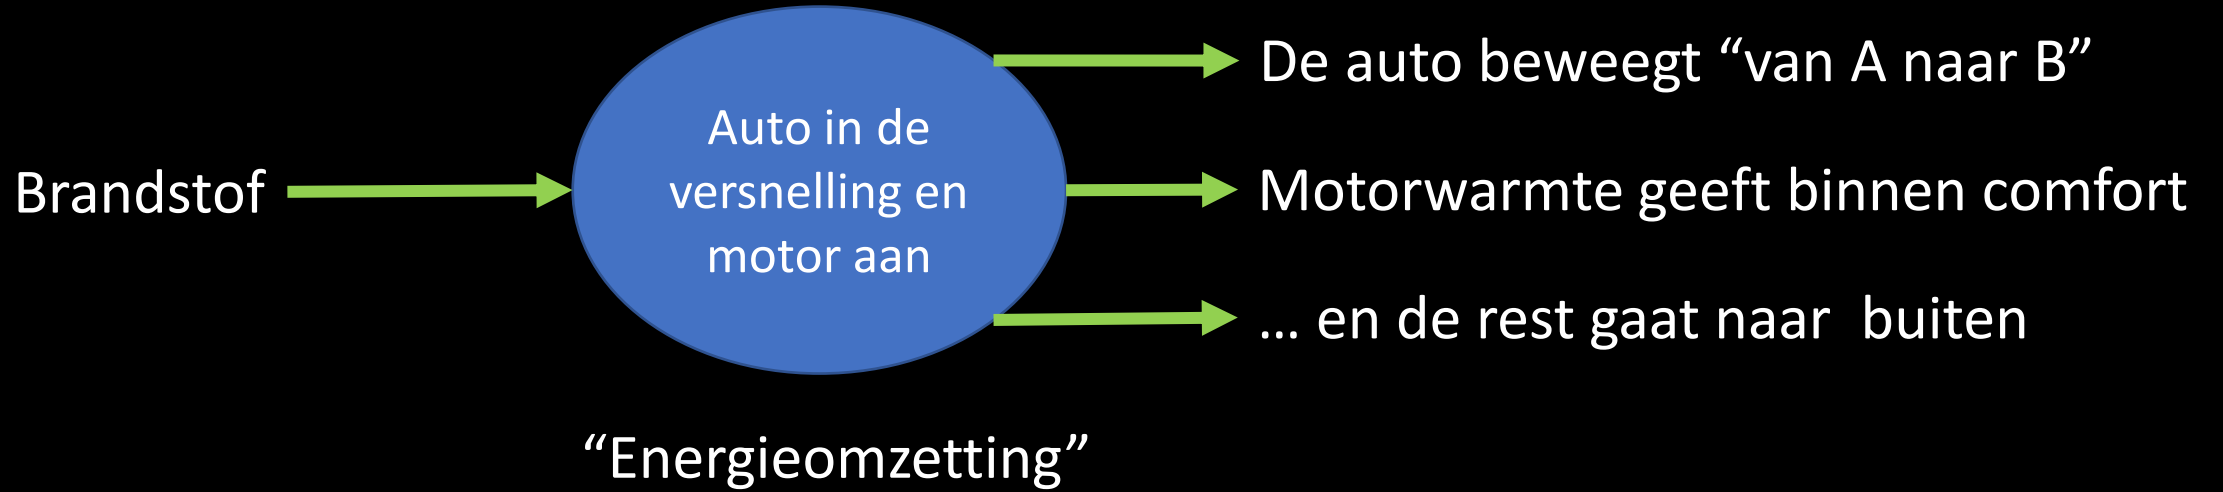 De auto beweegt “van A naar B”
Auto in de
versnelling en
motor aan
Brandstof
Motorwarmte geeft binnen comfort
... en de rest gaat naar  buiten
“Energieomzetting”